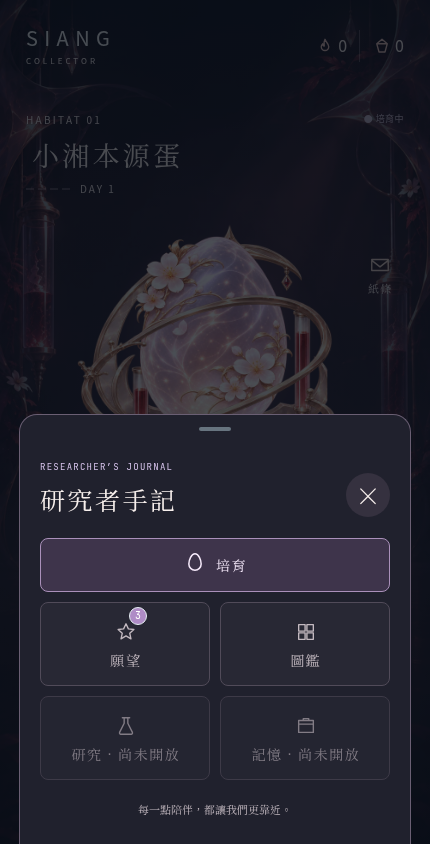 SIANG
COLLECTOR
0
0
HABITAT 01
培育中
小湘本源蛋
DAY 1
紙條
RESEARCHER'S JOURNAL
研究者手記
培育
3
願望
圖鑑
研究·尚未開放
記憶·尚未開放
每一點陪伴，都讓我們更靠近。